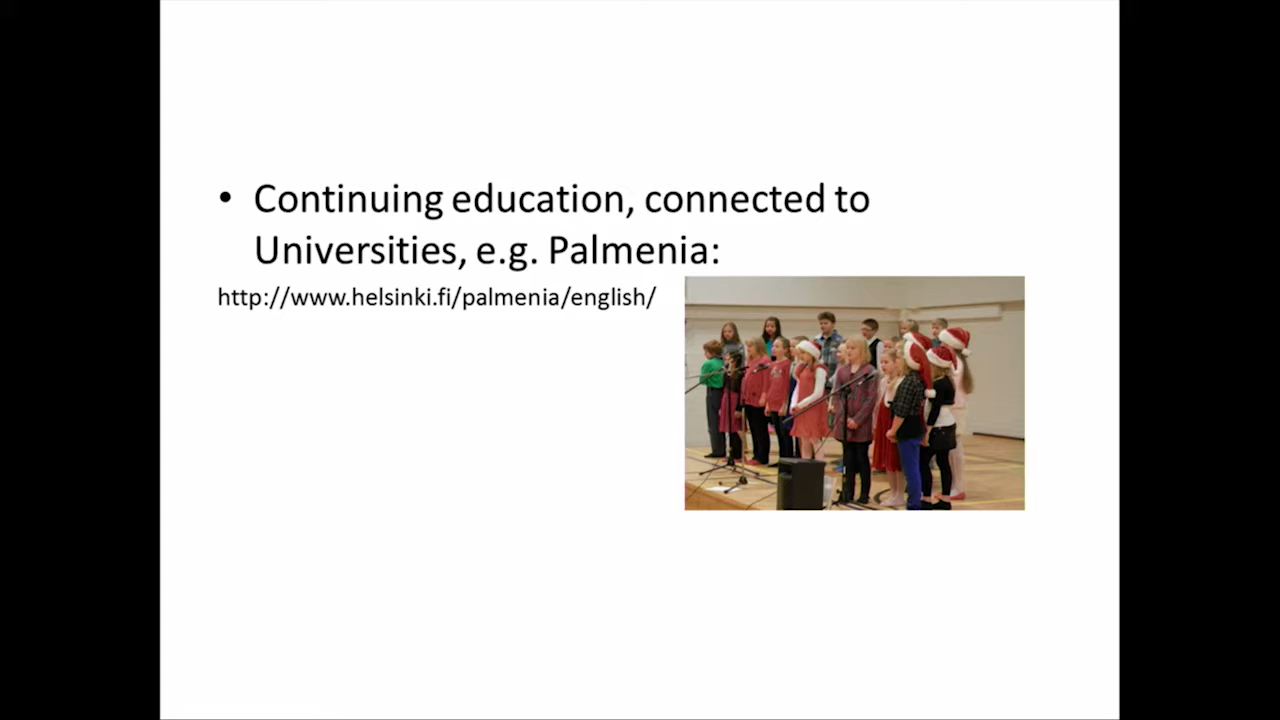 • Continuing education, connected to
Universities, e.g. Palmenia:
http://www.helsinki.fi/palmenia/english/